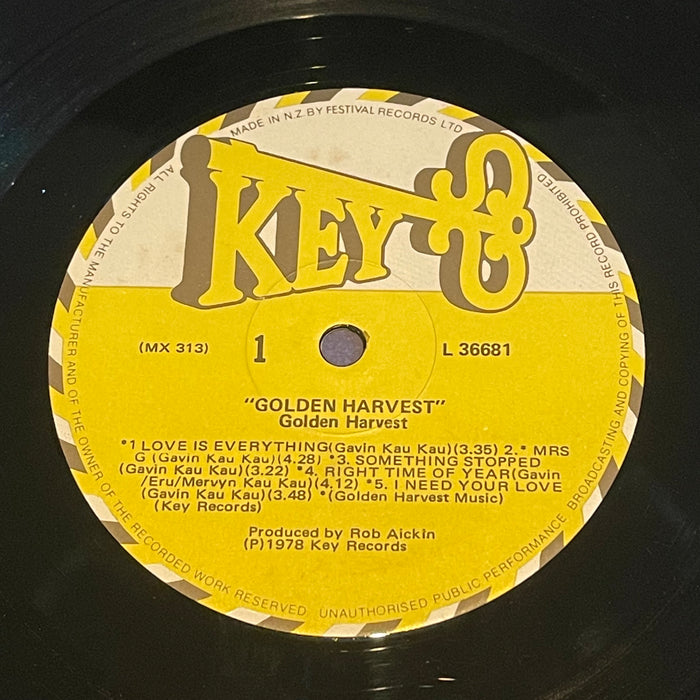 MADE IN N.Z. BY FESTIVAL RECORDS LTD
KEY
(MX 313)
1
L 36681
"GOLDEN HARVEST"
Golden Harvest
*1 LOVE IS EVERYTHING(Gavin Kau Kau)(3.35) 2.* MRS
G (Gavin Kau Kau)(4.28) *3. SOMETHING STOPPED
(Gavin Kau Kau)(3.22) *4. RIGHT TIME OF YEAR(Gavin
/Eru/Mervyn Kau Kau)(4.12) *5. I NEED YOUR LOVE
(Gavin Kau Kau)(3.48) *(Golden Harvest Music)
(Key Records)
Produced by Rob Aickin
(P)1978 Key Records
ALL RIGHTS TO THE MANUFACTURER AND OF THE OWNER OF THE RECORDED WORK RESERVED. UNAUTHORISED PUBLIC PERFORMANCE, BROADCASTING AND COPYING OF THIS RECORD PROHIBITED